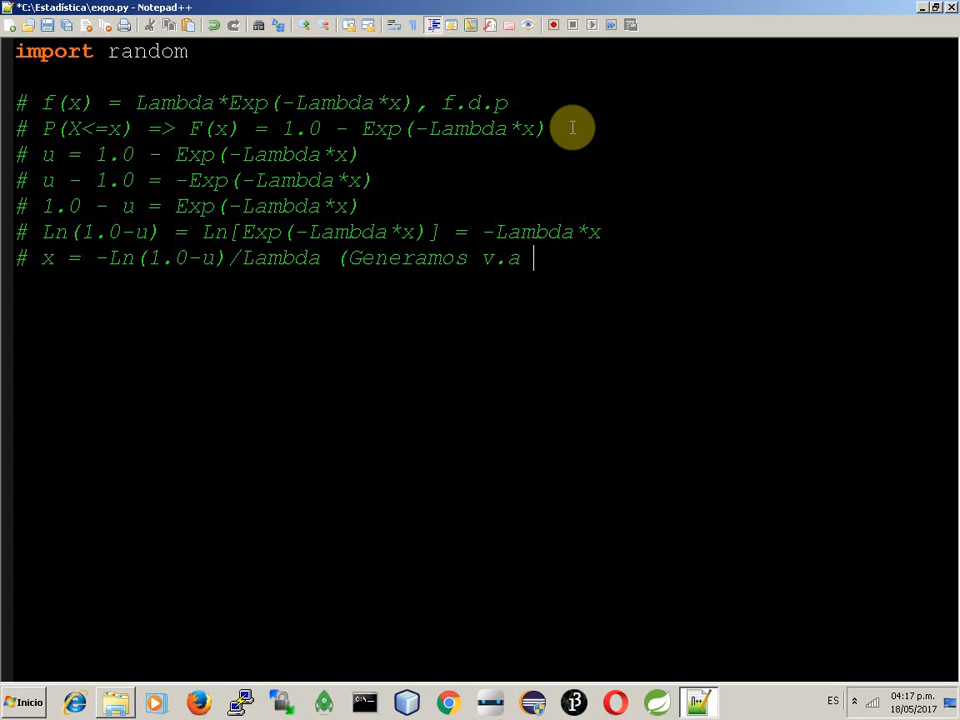 *C:\Estadística\expo.py - Notepad++
import random
# f(x) = Lambda*Exp(-Lambda*x), f.d.p
# P(X<=x) => F(x) = 1.0 - Exp(-Lambda*x)
# u = 1.0 - Exp(-Lambda*x)
# u - 1.0 = -Exp(-Lambda*x)
# 1.0 - u = Exp(-Lambda*x)
# Ln(1.0-u) = Ln[Exp(-Lambda*x)] = -Lambda*x
# x = -Ln(1.0-u)/Lambda (Generamos v.a
Inicio
ES
04:17 p.m.
18/05/2017